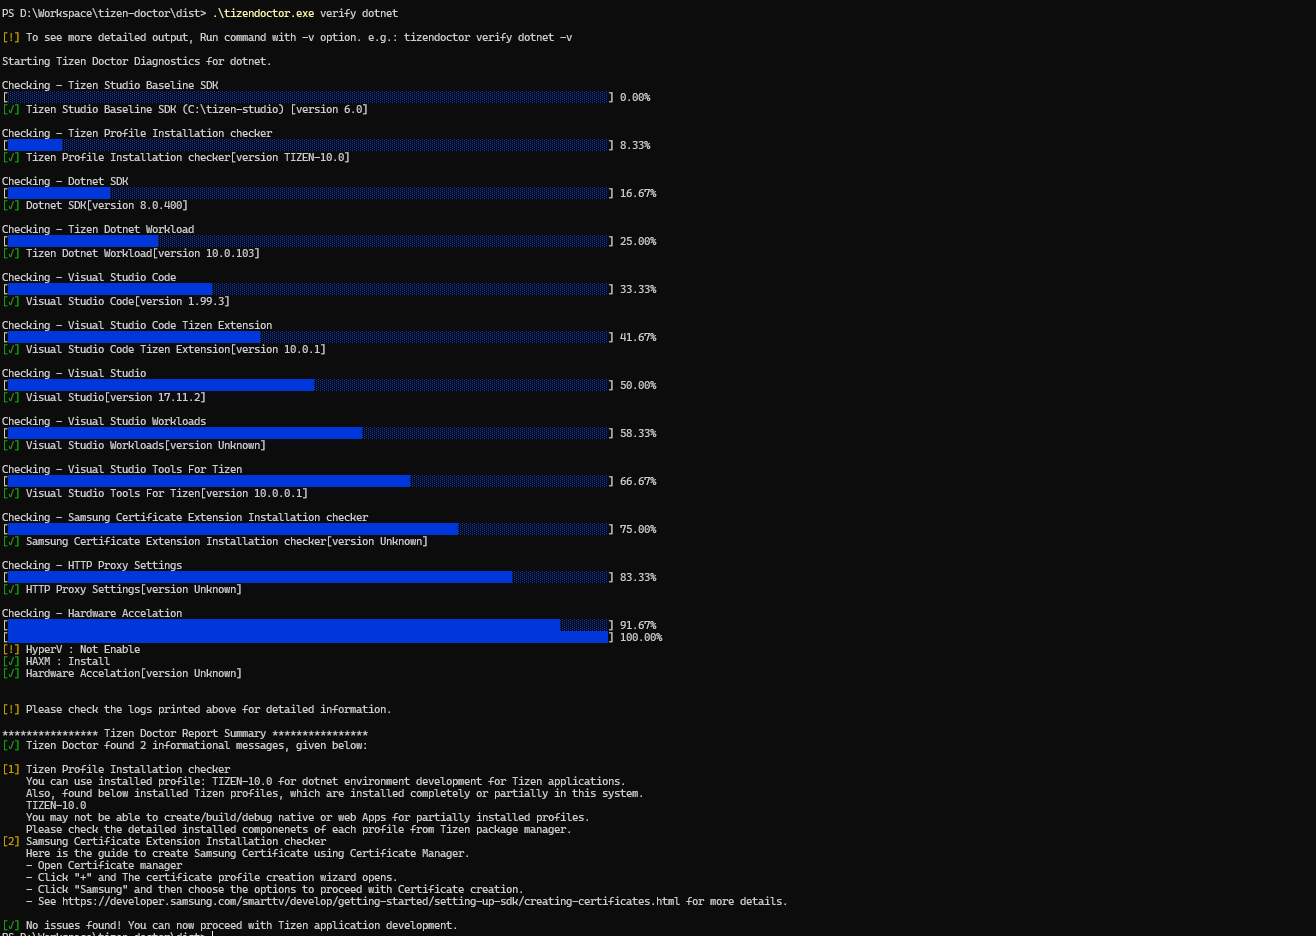 PS D:\Workspace\tizen-doctor\dist> .\tizendoctor.exe verify dotnet
[!] To see more detailed output, Run command with -v option. e.g.: tizendoctor verify dotnet -v
Starting Tizen Doctor Diagnostics for dotnet.
Checking - Tizen Studio Baseline SDK
[ ] 0.00%
[√] Tizen Studio Baseline SDK (C:\tizen-studio) [version 6.0]
Checking - Tizen Profile Installation checker
[ ] 8.33%
[√] Tizen Profile Installation checker[version TIZEN-10.0]
Checking - Dotnet SDK
[ ] 16.67%
[√] Dotnet SDK[version 8.0.400]
Checking - Tizen Dotnet Workload
[ ] 25.00%
[√] Tizen Dotnet Workload[version 10.0.103]
Checking - Visual Studio Code
[ ] 33.33%
[√] Visual Studio Code[version 1.99.3]
Checking - Visual Studio Code Tizen Extension
[ ] 41.67%
[√] Visual Studio Code Tizen Extension[version 10.0.1]
Checking - Visual Studio
[ ] 50.00%
[√] Visual Studio[version 17.11.2]
Checking - Visual Studio Workloads
[ ] 58.33%
[√] Visual Studio Workloads[version Unknown]
Checking - Visual Studio Tools For Tizen
[ ] 66.67%
[√] Visual Studio Tools For Tizen[version 10.0.0.1]
Checking - Samsung Certificate Extension Installation checker
[ ] 75.00%
[√] Samsung Certificate Extension Installation checker[version Unknown]
Checking - HTTP Proxy Settings
[ ] 83.33%
[√] HTTP Proxy Settings[version Unknown]
Checking - Hardware Accelation
[ ] 91.67%
[ ] 100.00%
[!] HyperV : Not Enable
[√] HAXM : Install
[√] Hardware Accelation[version Unknown]
[!] Please check the logs printed above for detailed information.
**************** Tizen Doctor Report Summary ****************
[√] Tizen Doctor found 2 informational messages, given below:
[1] Tizen Profile Installation checker
You can use installed profile: TIZEN-10.0 for dotnet environment development for Tizen applications.
Also, found below installed Tizen profiles, which are installed completely or partially in this system.
TIZEN-10.0
You may not be able to create/build/debug native or web Apps for partially installed profiles.
Please check the detailed installed componenets of each profile from Tizen package manager.
[2] Samsung Certificate Extension Installation checker
Here is the guide to create Samsung Certificate using Certificate Manager.
- Open Certificate manager
- Click "+" and The certificate profile creation wizard opens.
- Click "Samsung" and then choose the options to proceed with Certificate creation.
- See https://developer.samsung.com/smarttv/develop/getting-started/setting-up-sdk/creating-certificates.html for more details.
[√] No issues found! You can now proceed with Tizen application development.
PS D:\Workspace\tizen-doctor\dist>